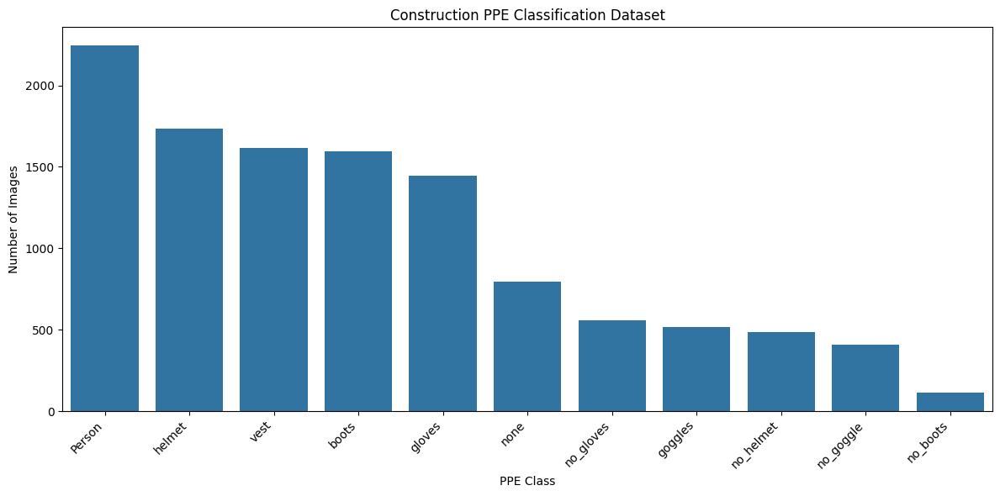 Construction PPE Classification Dataset
Number of Images
2000
1500
1000
500
0
Person
helmet
vest
boots
gloves
none
no_gloves
goggles
no_helmet
no_goggle
no_boots
PPE Class